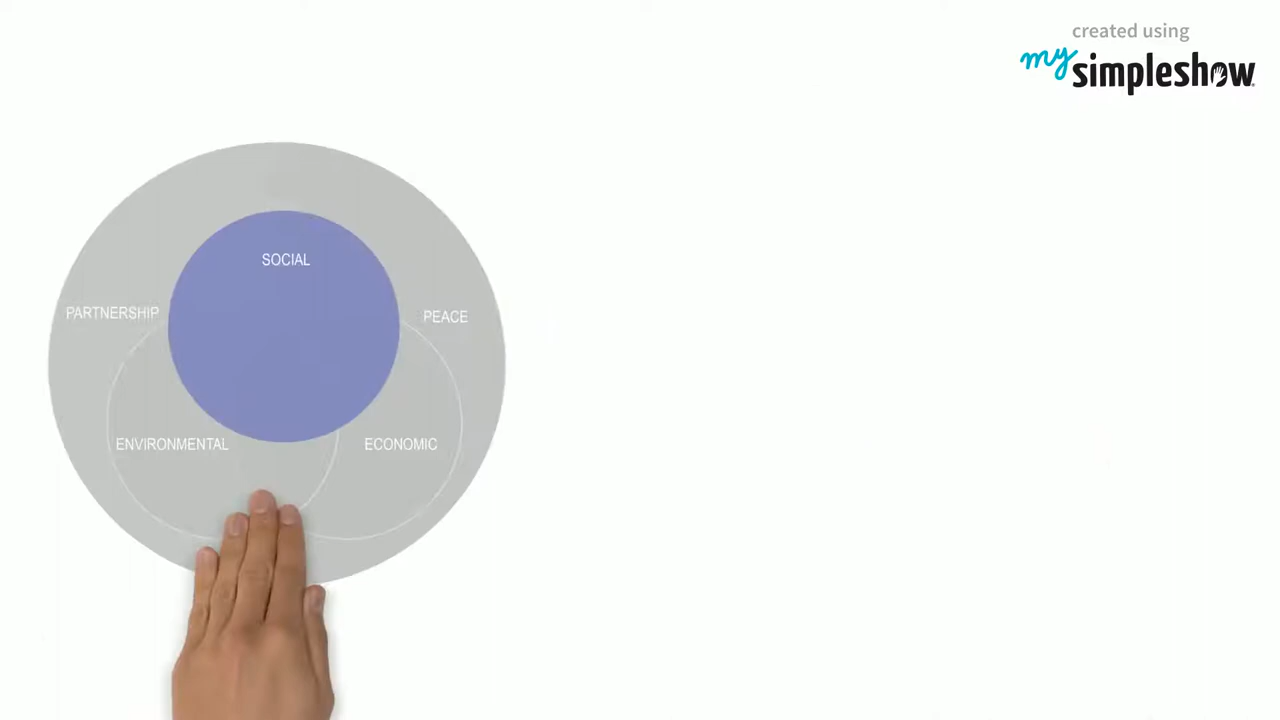 created using
my simpleshow
SOCIAL
PARTNERSHIP
PEACE
ENVIRONMENTAL
ECONOMIC